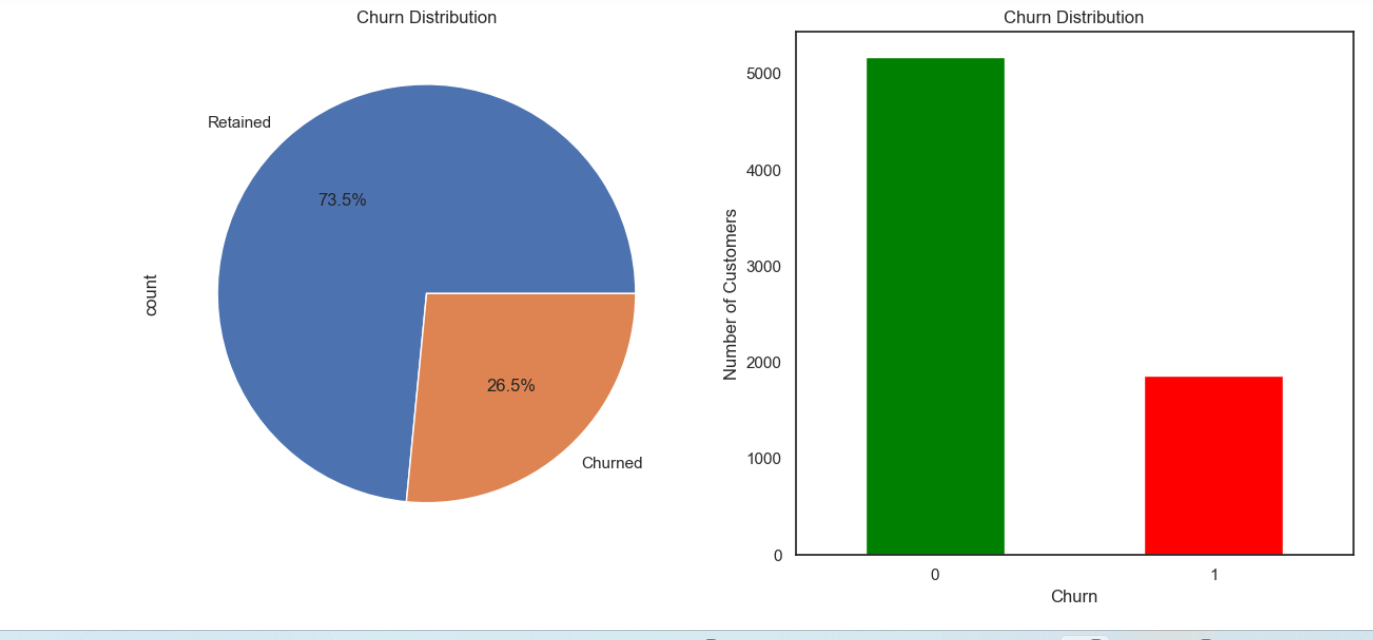 Churn Distribution
Retained
73.5%
count
26.5%
Churned
Churn Distribution
Number of Customers
5000
4000
3000
2000
1000
0
0 1
Churn